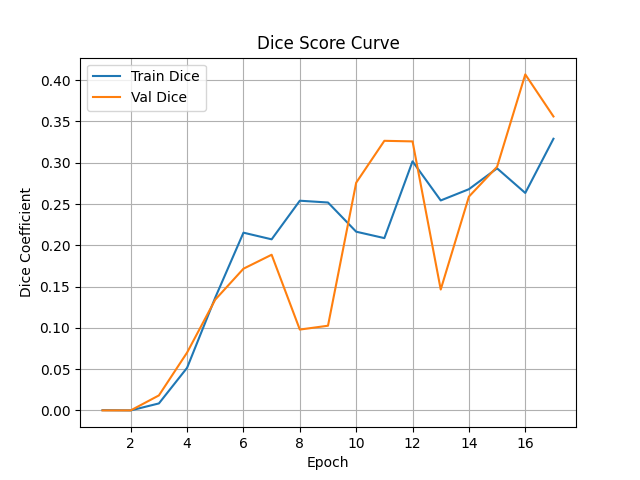 Dice Score Curve
Train Dice
Val Dice
0.40
0.35
0.30
0.25
0.20
0.15
0.10
0.05
0.00
Dice Coefficient
2 4 6 8 10 12 14 16
Epoch